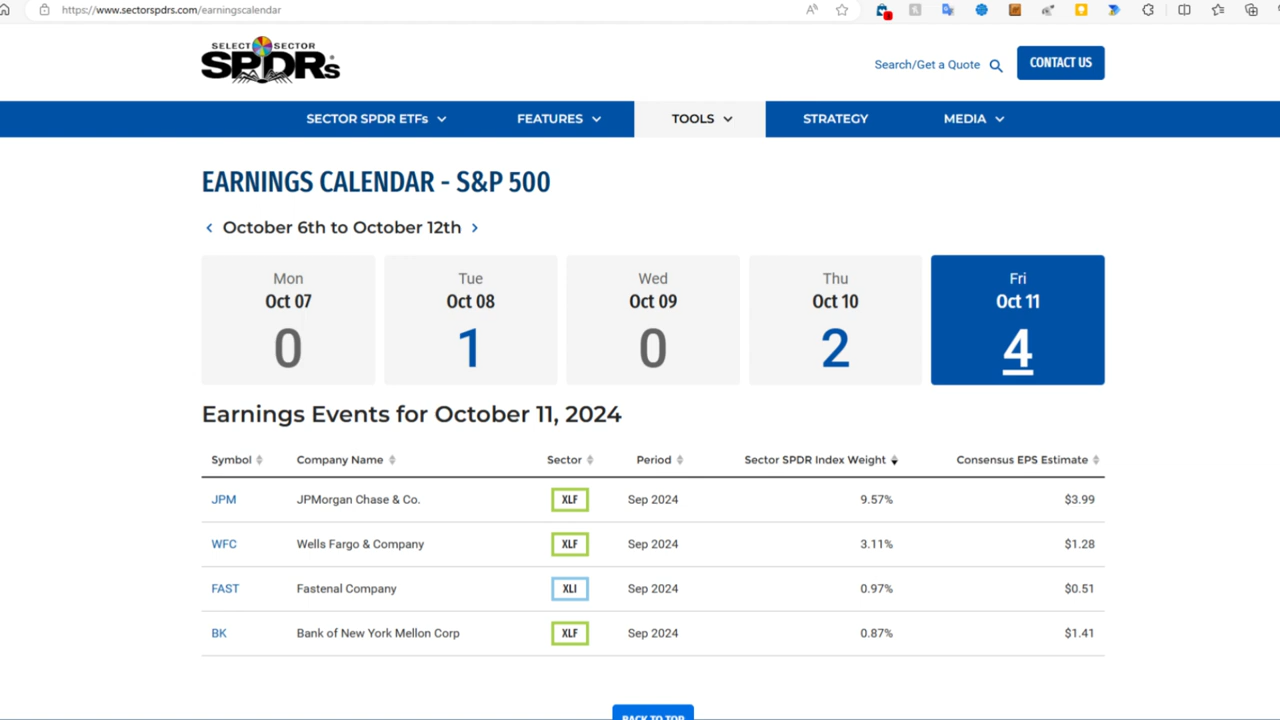 https://www.sectorspdrs.com/earningscalendar
SELECT SECTOR
SPDRs
Search/Get a Quote
CONTACT US
SECTOR SPDR ETFs
FEATURES
TOOLS
STRATEGY
MEDIA
EARNINGS CALENDAR - S&P 500
October 6th to October 12th
Mon
Oct 07
0
Tue
Oct 08
1
Wed
Oct 09
0
Thu
Oct 10
2
Fri
Oct 11
4
Earnings Events for October 11, 2024
Symbol Company Name Sector Period Sector SPDR Index Weight Consensus EPS Estimate
JPM JPMorgan Chase & Co. XLF Sep 2024 9.57% $3.99
WFC Wells Fargo & Company XLF Sep 2024 3.11% $1.28
FAST Fastenal Company XLI Sep 2024 0.97% $0.51
BK Bank of New York Mellon Corp XLF Sep 2024 0.87% $1.41
BACK TO TOP